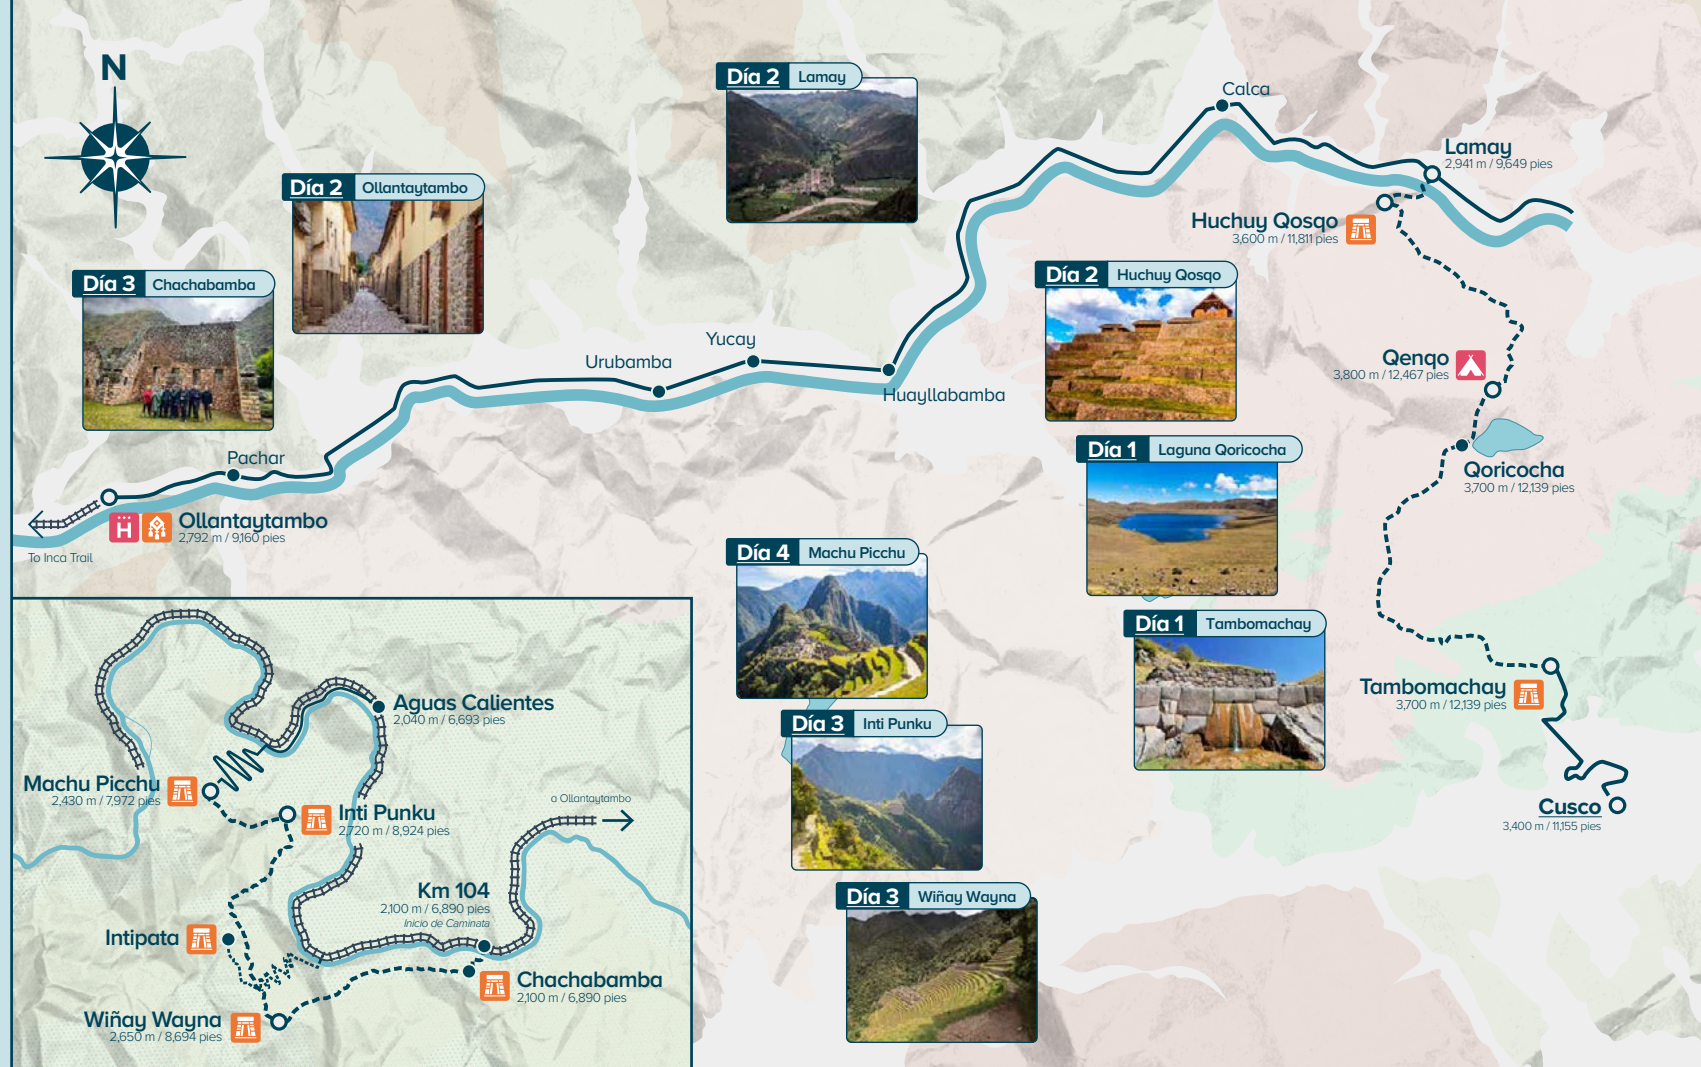 N
Día 2 Lamay
Calca
Lamay
2,941 m / 9,649 pies
Día 2 Ollantaytambo
Huchuy Qosqo
3,600 m / 11,811 pies
Día 3 Chachabamba
Día 2 Huchuy Qosqo
Yucay
Urubamba
Qenqo
3,800 m / 12,467 pies
Huayllabamba
Día 1 Laguna Qoricocha
Pachar
Qoricocha
3,700 m / 12,139 pies
H
Ollantaytambo
2,792 m / 9,160 pies
To Inca Trail
Día 4 Machu Picchu
Día 1 Tambomachay
Tambomachay
3,700 m / 12,139 pies
Aguas Calientes
2,040 m / 6,693 pies
Día 3 Inti Punku
Machu Picchu
2,430 m / 7,972 pies
a Ollantaytambo
Inti Punku
2,720 m / 8,924 pies
Cusco
3,400 m / 11,155 pies
Km 104
2,100 m / 6,890 pies
Inicio de Caminata
Día 3 Wiñay Wayna
Intipata
Chachabamba
2,100 m / 6,890 pies
Wiñay Wayna
2,650 m / 8,694 pies